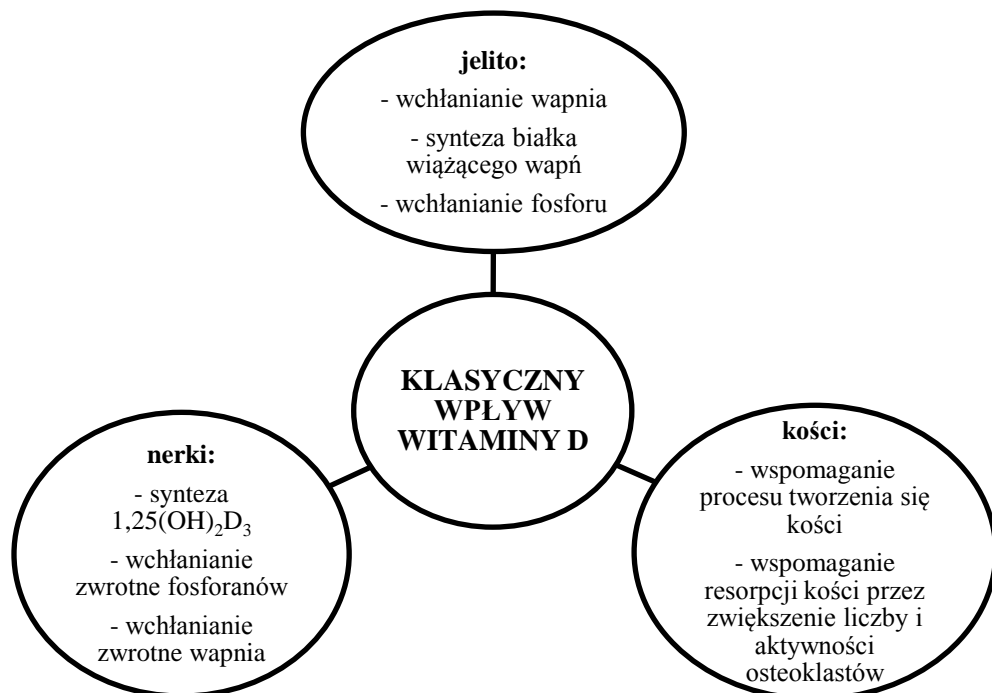 jelito:
- wchłanianie wapnia
- synteza białka
wiążącego wapń
- wchłanianie fosforu
KLASYCZNY
WPŁYW
WITAMINY D
nerki:
- synteza
1,25(OH)₂D₃
- wchłanianie
zwrotne fosforanów
- wchłanianie
zwrotne wapnia
kości:
- wspomaganie
procesu tworzenia się
kości
- wspomaganie
resorpcji kości przez
zwiększenie liczby i
aktywności
osteoklastów